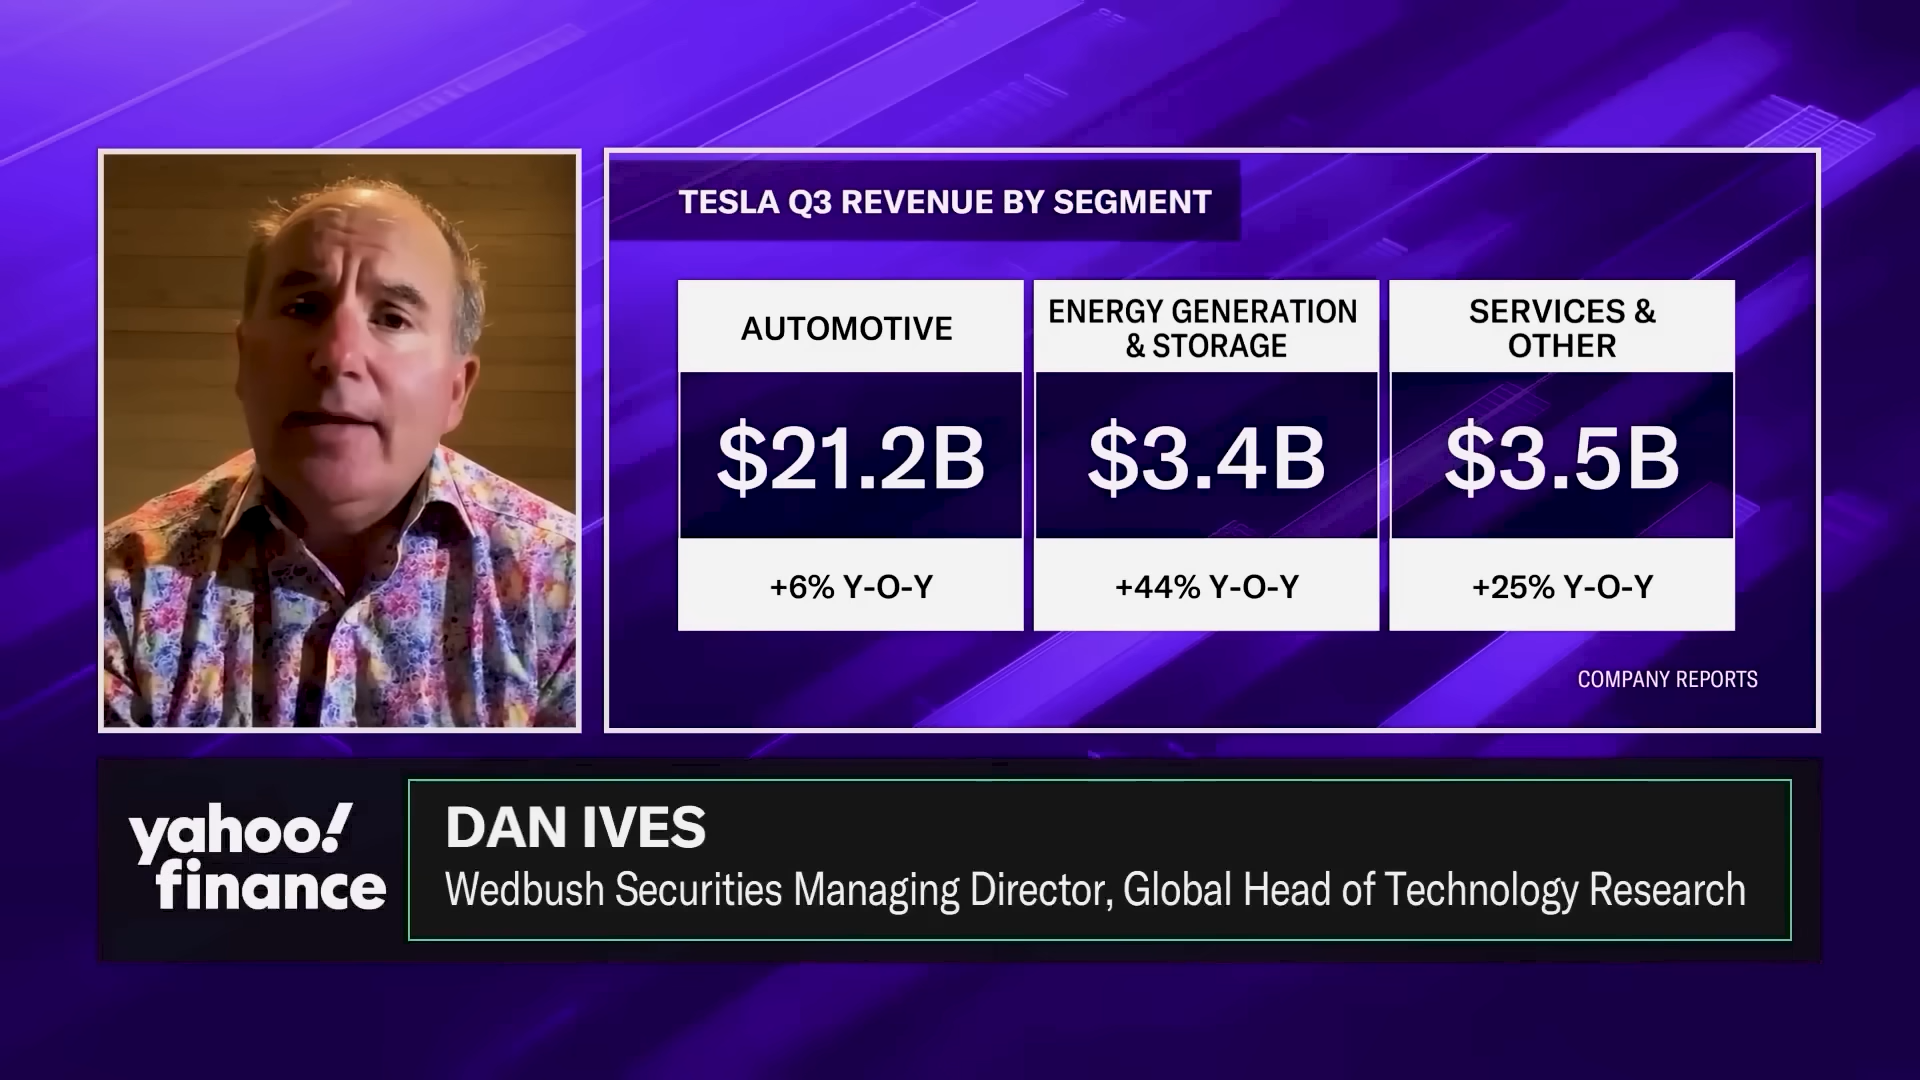 TESLA Q3 REVENUE BY SEGMENT
AUTOMOTIVE
$21.2B
+6% Y-O-Y
ENERGY GENERATION
& STORAGE
$3.4B
+44% Y-O-Y
SERVICES &
OTHER
$3.5B
+25% Y-O-Y
COMPANY REPORTS
yahoo!
finance
DAN IVES
Wedbush Securities Managing Director, Global Head of Technology Research